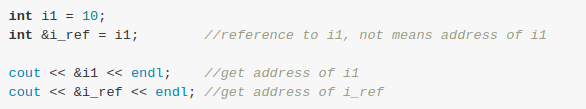 int i1 = 10;
int &i_ref = i1;        //reference to i1, not means address of i1
cout << &i1 << endl;    //get address of i1
cout << &i_ref << endl; //get address of i_ref